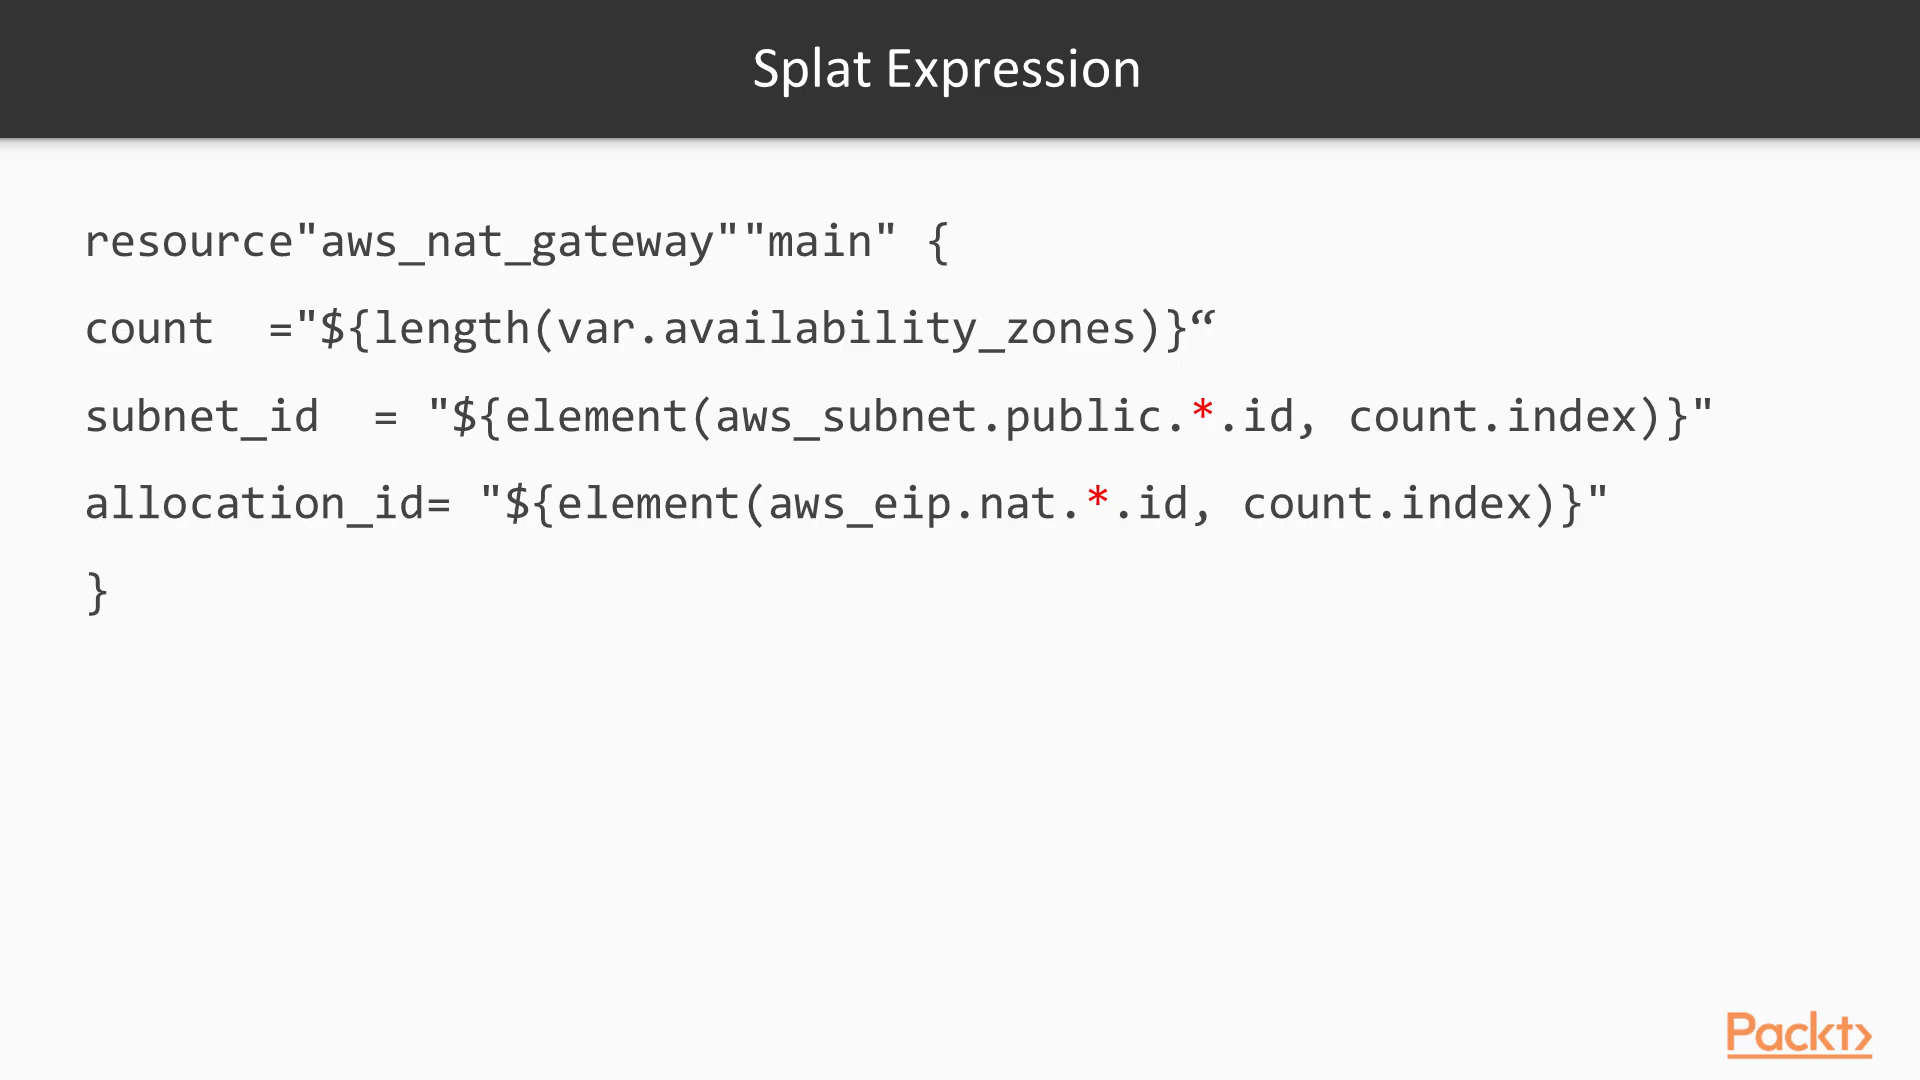 Splat Expression
resource"aws_nat_gateway""main" {
count  ="${length(var.availability_zones)}“
subnet_id  = "${element(aws_subnet.public.*.id, count.index)}"
allocation_id= "${element(aws_eip.nat.*.id, count.index)}"
}
Packt>